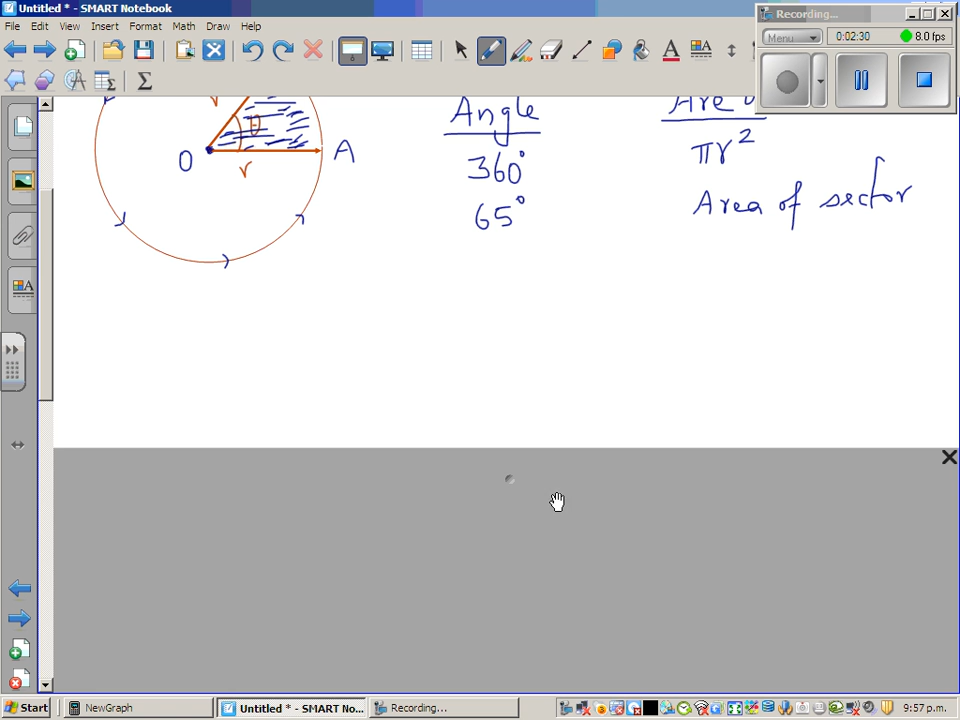 Untitled * - SMART Notebook
File Edit View Insert Format Math Draw Help
Recording...
Menu 0:02:30 8.0 fps
Angle
r
θ
O
A
r
360°
πr²
65°
Area of sector
Start NewGraph Untitled * - SMART No... Recording... 9:57 p.m.